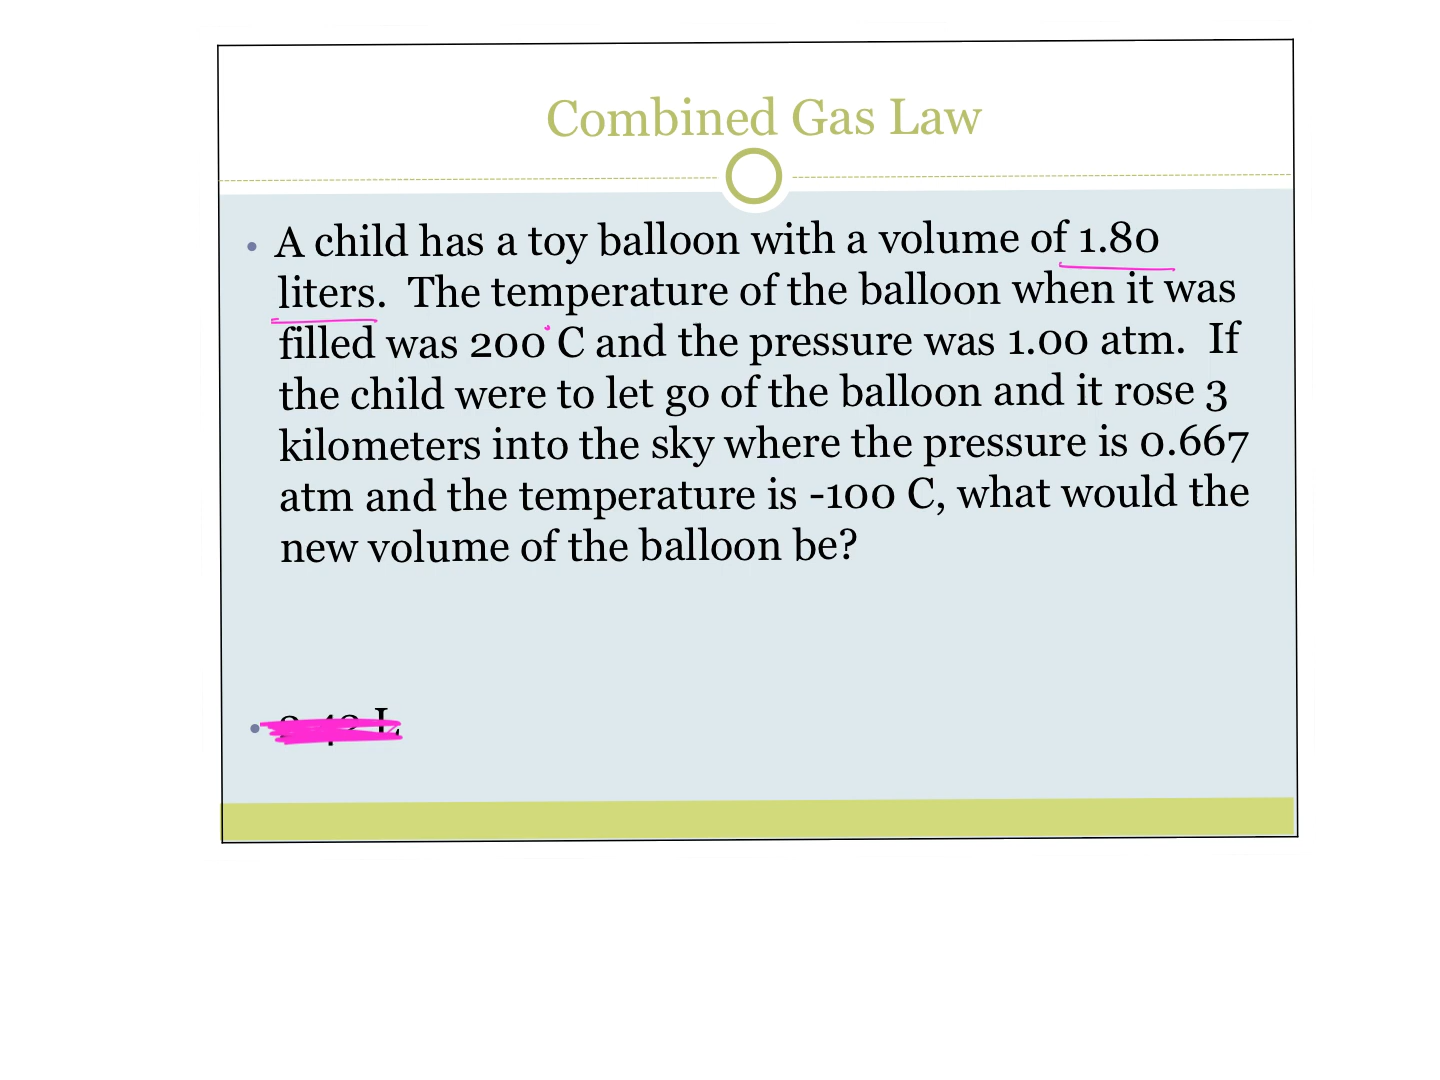 Combined Gas Law
• A child has a toy balloon with a volume of 1.80
liters. The temperature of the balloon when it was
filled was 200 C and the pressure was 1.00 atm. If
the child were to let go of the balloon and it rose 3
kilometers into the sky where the pressure is 0.667
atm and the temperature is -100 C, what would the
new volume of the balloon be?
• L